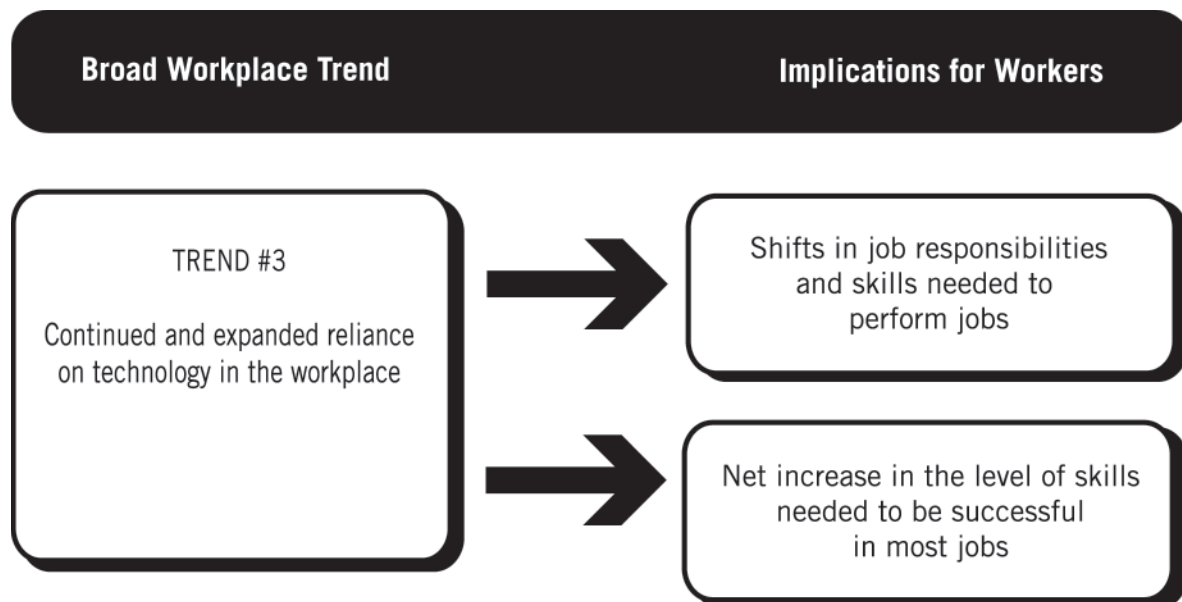 Broad Workplace Trend
Implications for Workers
TREND #3
Continued and expanded reliance
on technology in the workplace
Shifts in job responsibilities
and skills needed to
perform jobs
Net increase in the level of skills
needed to be successful
in most jobs